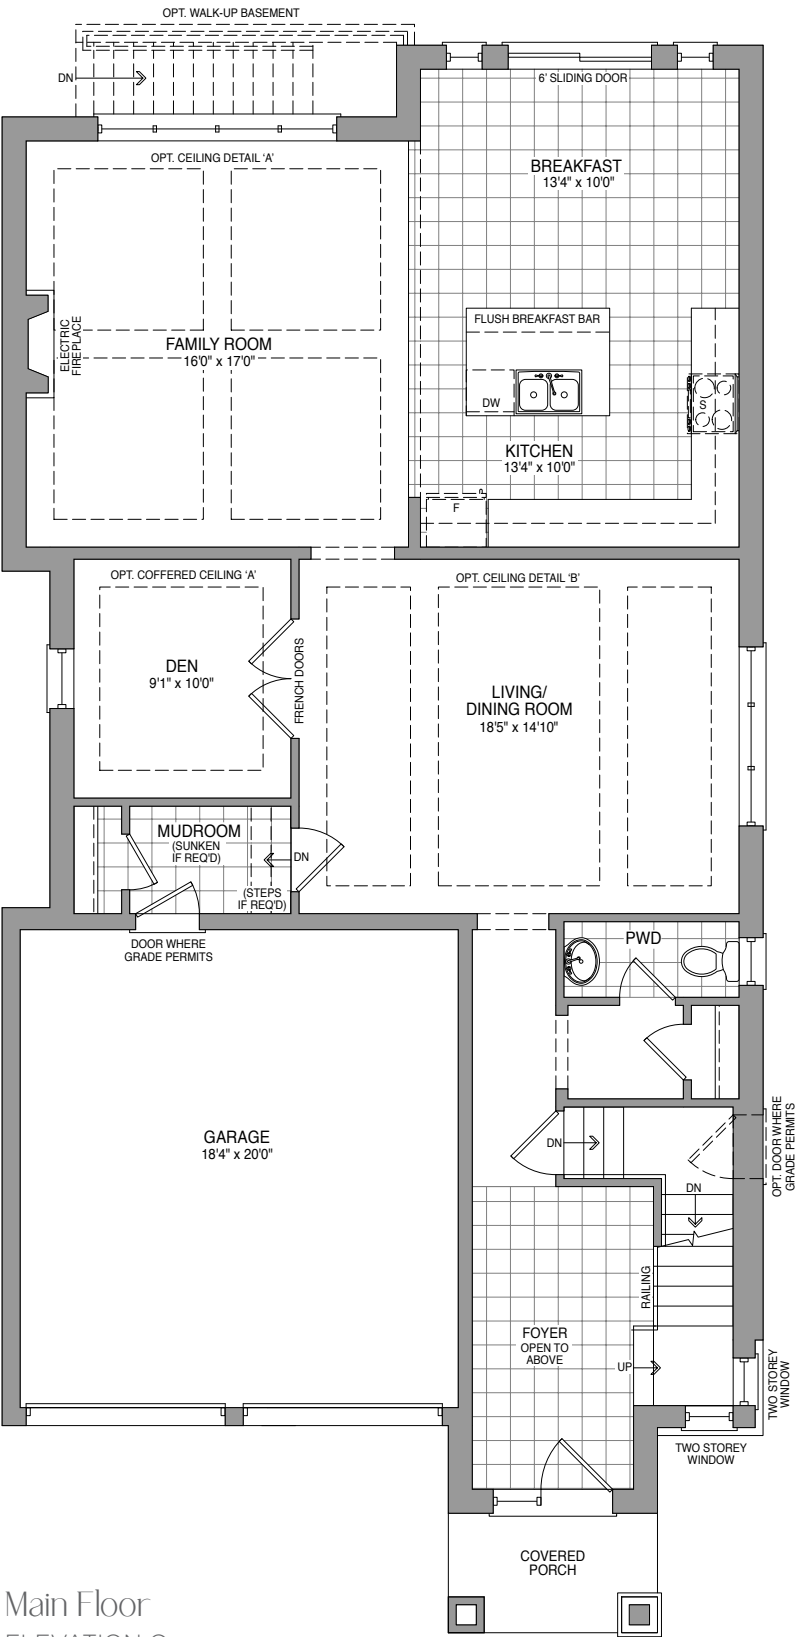 OPT. WALK-UP BASEMENT
DN
6' SLIDING DOOR
OPT. CEILING DETAIL 'A'
BREAKFAST
13'4" x 10'0"
FLUSH BREAKFAST BAR
ELECTRIC
FIREPLACE
FAMILY ROOM
16'0" x 17'0"
DW
S
KITCHEN
13'4" x 10'0"
F
OPT. COFFERED CEILING 'A'
OPT. CEILING DETAIL 'B'
DEN
9'1" x 10'0"
FRENCH DOORS
LIVING/
DINING ROOM
18'5" x 14'10"
MUDROOM
(SUNKEN
IF REQ'D)
DN
(STEPS
IF REQ'D)
DOOR WHERE
GRADE PERMITS
PWD
GARAGE
18'4" x 20'0"
DN
OPT. DOOR WHERE
GRADE PERMITS
DN
RAILING
FOYER
OPEN TO
ABOVE
UP
TWO STOREY
WINDOW
TWO STOREY
WINDOW
COVERED
PORCH
Main Floor